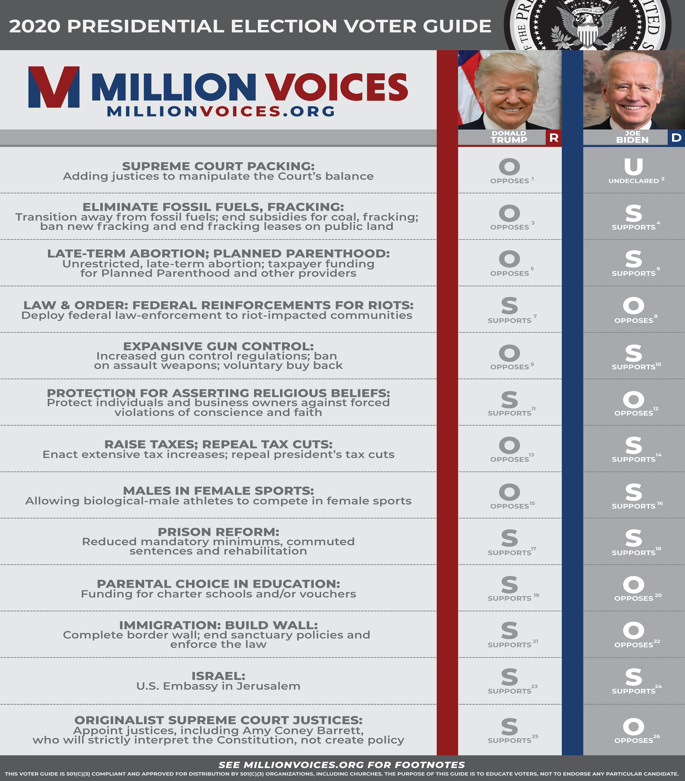 2020 PRESIDENTIAL ELECTION VOTER GUIDE
OF THE PR
ITED STATES
M MILLION VOICES
MILLIONVOICES.ORG
DONALD
TRUMP
R
JOE
BIDEN
D
SUPREME COURT PACKING:
Adding justices to manipulate the Court's balance
O
OPPOSES 1
U
UNDECLARED 2
ELIMINATE FOSSIL FUELS, FRACKING:
Transition away from fossil fuels; end subsidies for coal, fracking;
ban new fracking and end fracking leases on public land
O
OPPOSES 3
S
SUPPORTS 4
LATE-TERM ABORTION; PLANNED PARENTHOOD:
Unrestricted, late-term abortion; taxpayer funding
for Planned Parenthood and other providers
O
OPPOSES 5
S
SUPPORTS 6
LAW & ORDER: FEDERAL REINFORCEMENTS FOR RIOTS:
Deploy federal law-enforcement to riot-impacted communities
S
SUPPORTS 7
O
OPPOSES 8
EXPANSIVE GUN CONTROL:
Increased gun control regulations; ban
on assault weapons; voluntary buy back
O
OPPOSES 9
S
SUPPORTS 10
PROTECTION FOR ASSERTING RELIGIOUS BELIEFS:
Protect individuals and business owners against forced
violations of conscience and faith
S
SUPPORTS 11
O
OPPOSES 12
RAISE TAXES; REPEAL TAX CUTS:
Enact extensive tax increases; repeal president's tax cuts
O
OPPOSES 13
S
SUPPORTS 14
MALES IN FEMALE SPORTS:
Allowing biological-male athletes to compete in female sports
O
OPPOSES 15
S
SUPPORTS 16
PRISON REFORM:
Reduced mandatory minimums, commuted
sentences and rehabilitation
S
SUPPORTS 17
S
SUPPORTS 18
PARENTAL CHOICE IN EDUCATION:
Funding for charter schools and/or vouchers
S
SUPPORTS 19
O
OPPOSES 20
IMMIGRATION: BUILD WALL:
Complete border wall; end sanctuary policies and
enforce the law
S
SUPPORTS 21
O
OPPOSES 22
ISRAEL:
U.S. Embassy in Jerusalem
S
SUPPORTS 23
S
SUPPORTS 24
ORIGINALIST SUPREME COURT JUSTICES:
Appoint justices, including Amy Coney Barrett,
who will strictly interpret the Constitution, not create policy
S
SUPPORTS 25
O
OPPOSES 26
SEE MILLIONVOICES.ORG FOR FOOTNOTES
THIS VOTER GUIDE IS 501(C)(3) COMPLIANT AND APPROVED FOR DISTRIBUTION BY 501(C)(3) ORGANIZATIONS, INCLUDING CHURCHES. THE PURPOSE OF THIS GUIDE IS TO EDUCATE VOTERS, NOT TO ENDORSE ANY PARTICULAR CANDIDATE.